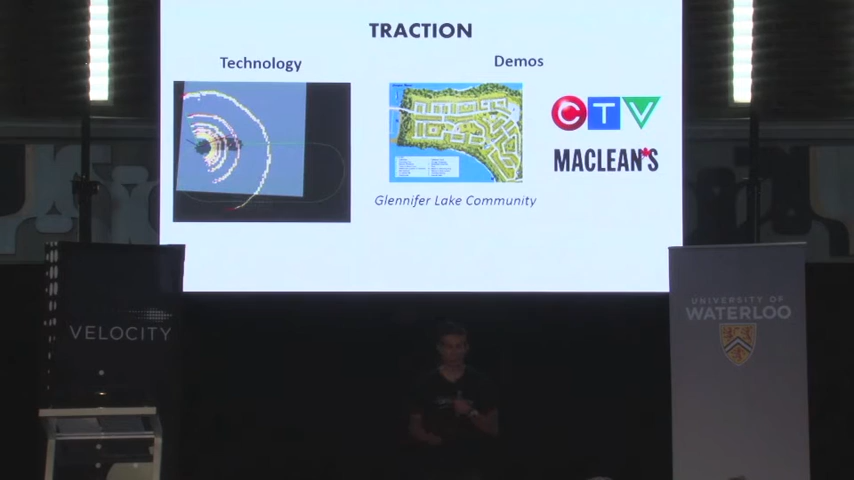 TRACTION
Technology
Demos
CTV
MACLEAN'S
Glennifer Lake Community
VELOCITY
UNIVERSITY OF
WATERLOO